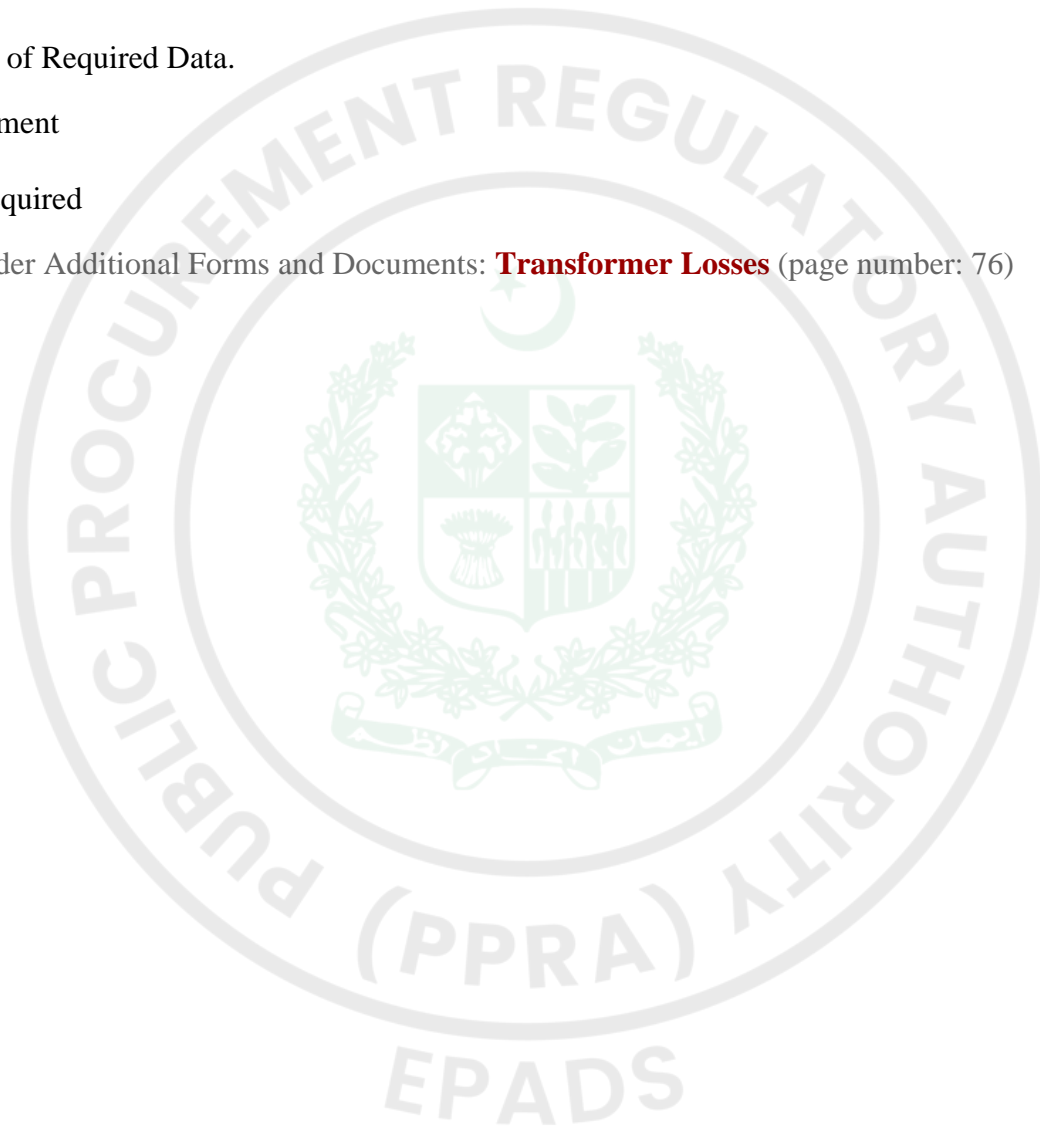 of Required Data.
ment
quired
der Additional Forms and Documents: Transformer Losses (page number: 76)
PUBLIC PROCUREMENT REGULATORY AUTHORITY
(PPRA)
EPADS